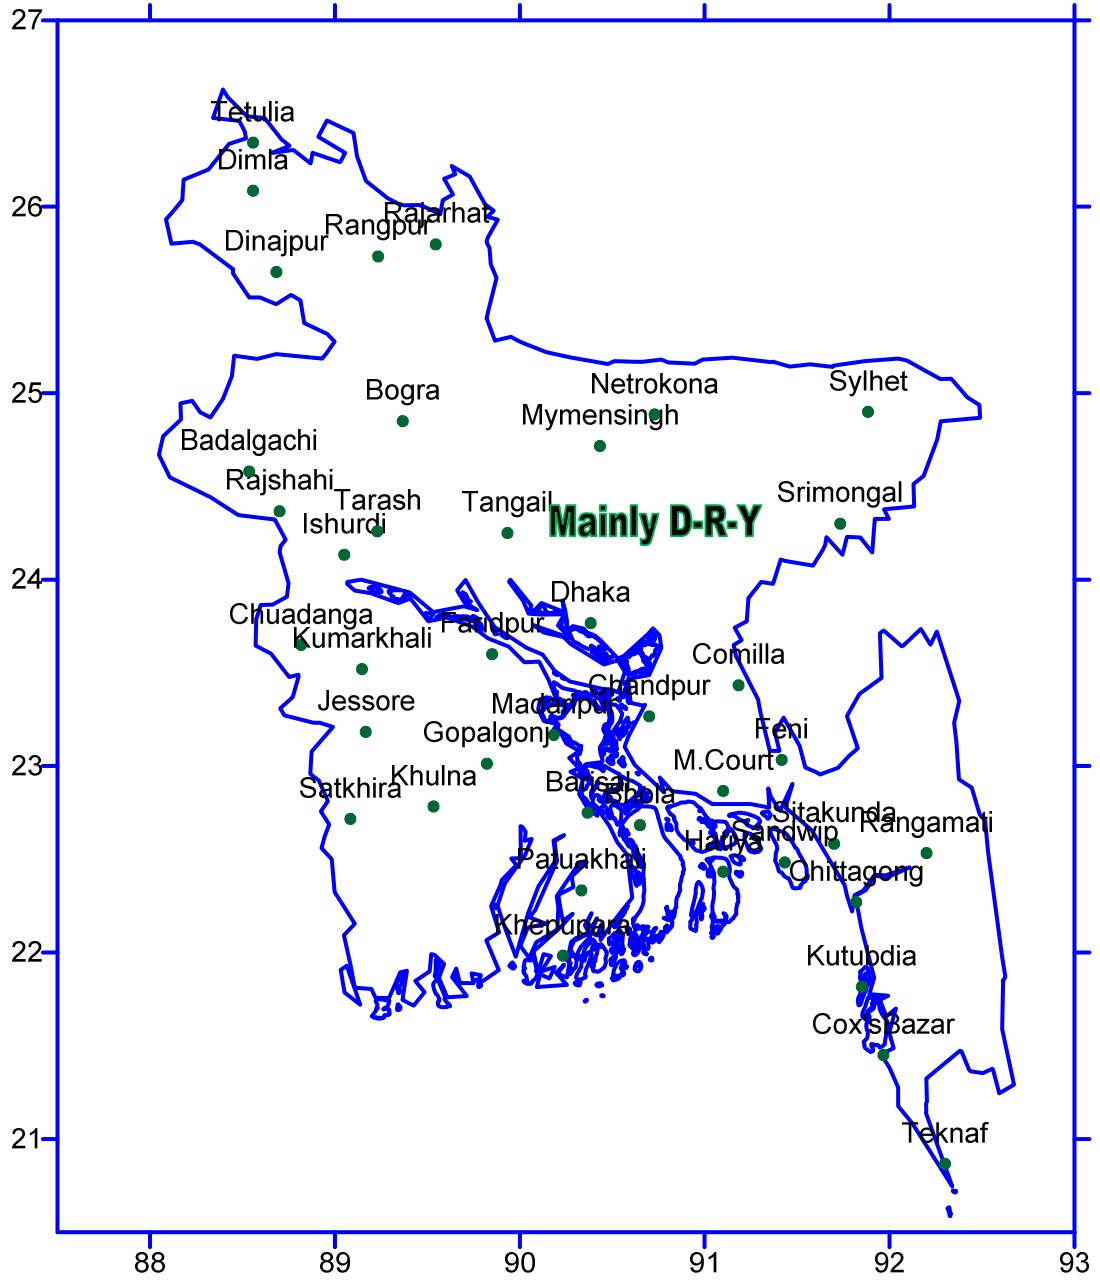 27
Tetulia
Dimla
26
Rajarhat
Rangpur
Dinajpur
25
Sylhet
Netrokona
Bogra
Mymensingh
Badalgachi
Rajshahi
Srimongal
Tarash
Tangail
Ishurdi
Mainly D-R-Y
24
Dhaka
Chuadanga
Faridpur
Kumarkhali
Comilla
Chandpur
Jessore
Madaripur
Feni
Gopalgonj
23
M.Court
Khulna
Barisal
Satkhira
Bhola
Sitakunda
Rangamati
Sandwip
Hatiya
Patuakhali
Chittagong
Khepupara
22
Kutubdia
Cox'sBazar
21
Teknaf
88
89
90
91
92
93